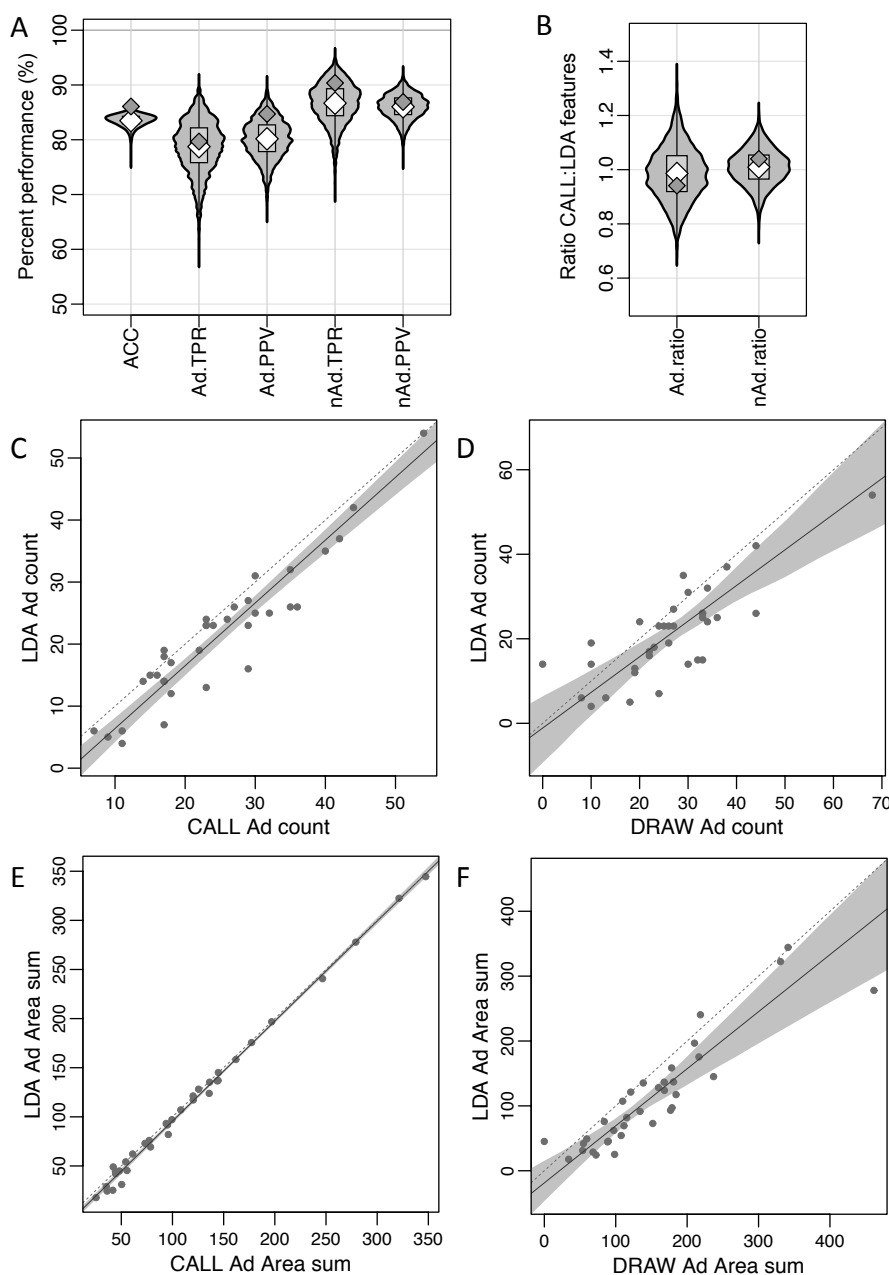 A
Percent performance (%)
50 60 70 80 90 100
ACC
Ad.TPR
Ad.PPV
nAd.TPR
nAd.PPV
B
Ratio CALL:LDA features
0.6 0.8 1.0 1.2 1.4
Ad.ratio
nAd.ratio
C
LDA Ad count
0 10 20 30 40 50
10 20 30 40 50
CALL Ad count
D
LDA Ad count
0 20 40 60
0 10 20 30 40 50 60 70
DRAW Ad count
E
LDA Ad Area sum
50 100 150 200 250 300 350
50 100 150 200 250 300 350
CALL Ad Area sum
F
LDA Ad Area sum
0 100 200 300 400
0 100 200 300 400
DRAW Ad Area sum